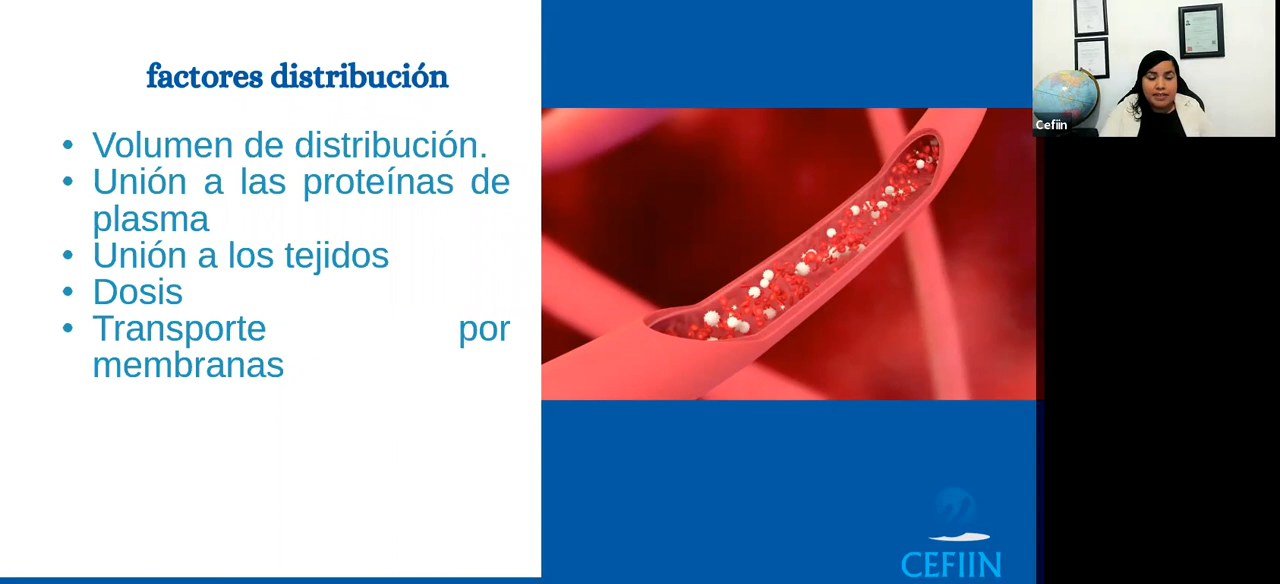 factores distribución
• Volumen de distribución.
• Unión a las proteínas de
plasma
• Unión a los tejidos
• Dosis
• Transporte por
membranas
Cefiin
CEFIIN